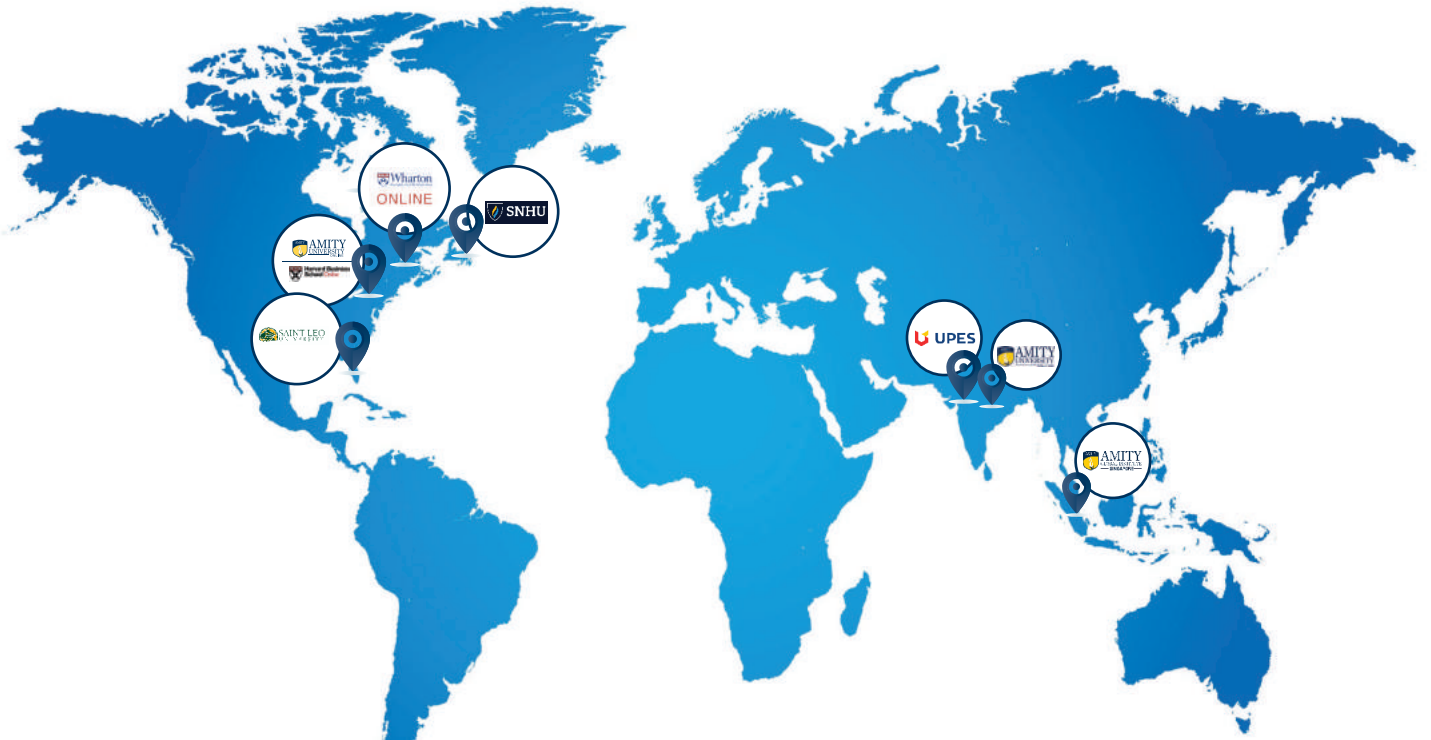 Wharton
ONLINE
SNHU
AMITY
UNIVERSITY
Harvard Business
School Online
SAINT LEO
UNIVERSITY
UPES
AMITY
UNIVERSITY
AMITY
GLOBAL INSTITUTE
SINGAPORE